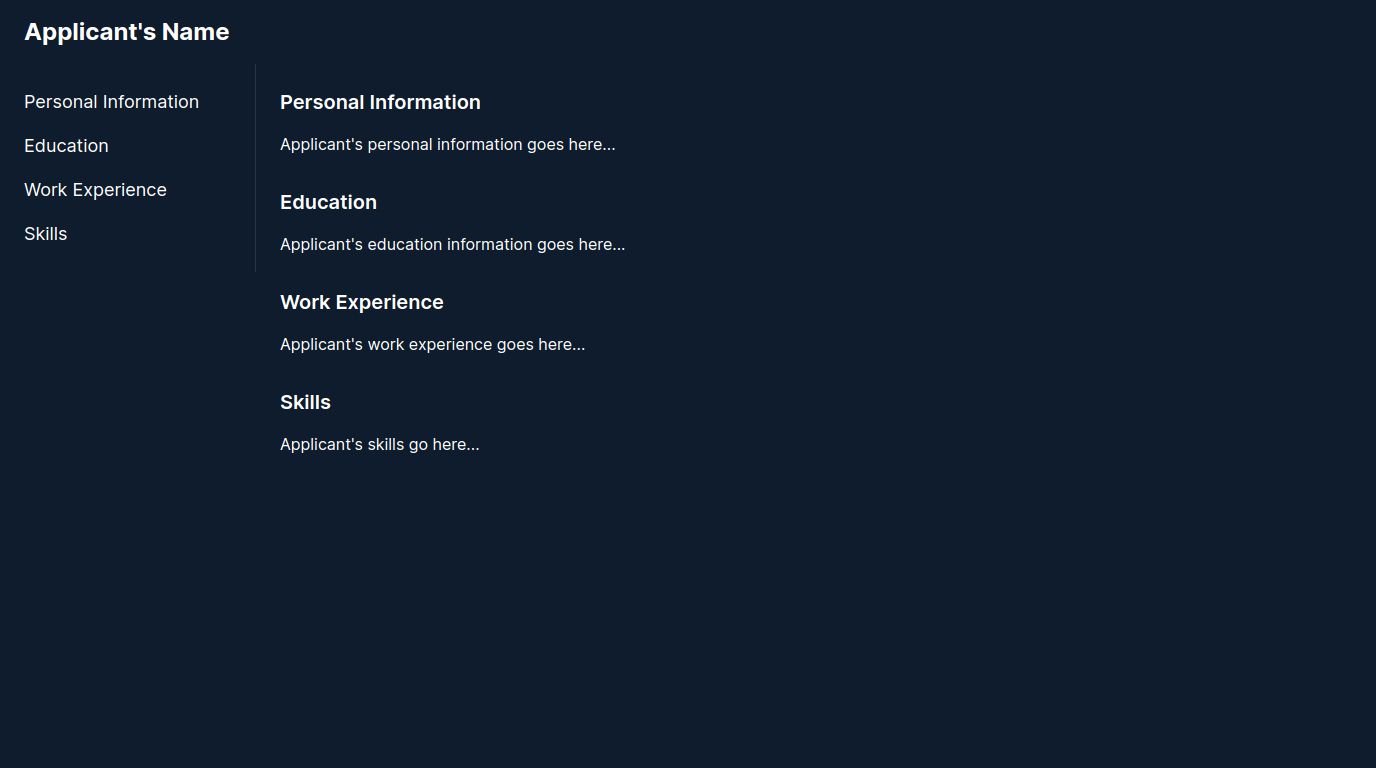 Applicant's Name
Personal Information
Education
Work Experience
Skills
Personal Information
Applicant's personal information goes here...
Education
Applicant's education information goes here...
Work Experience
Applicant's work experience goes here...
Skills
Applicant's skills go here...